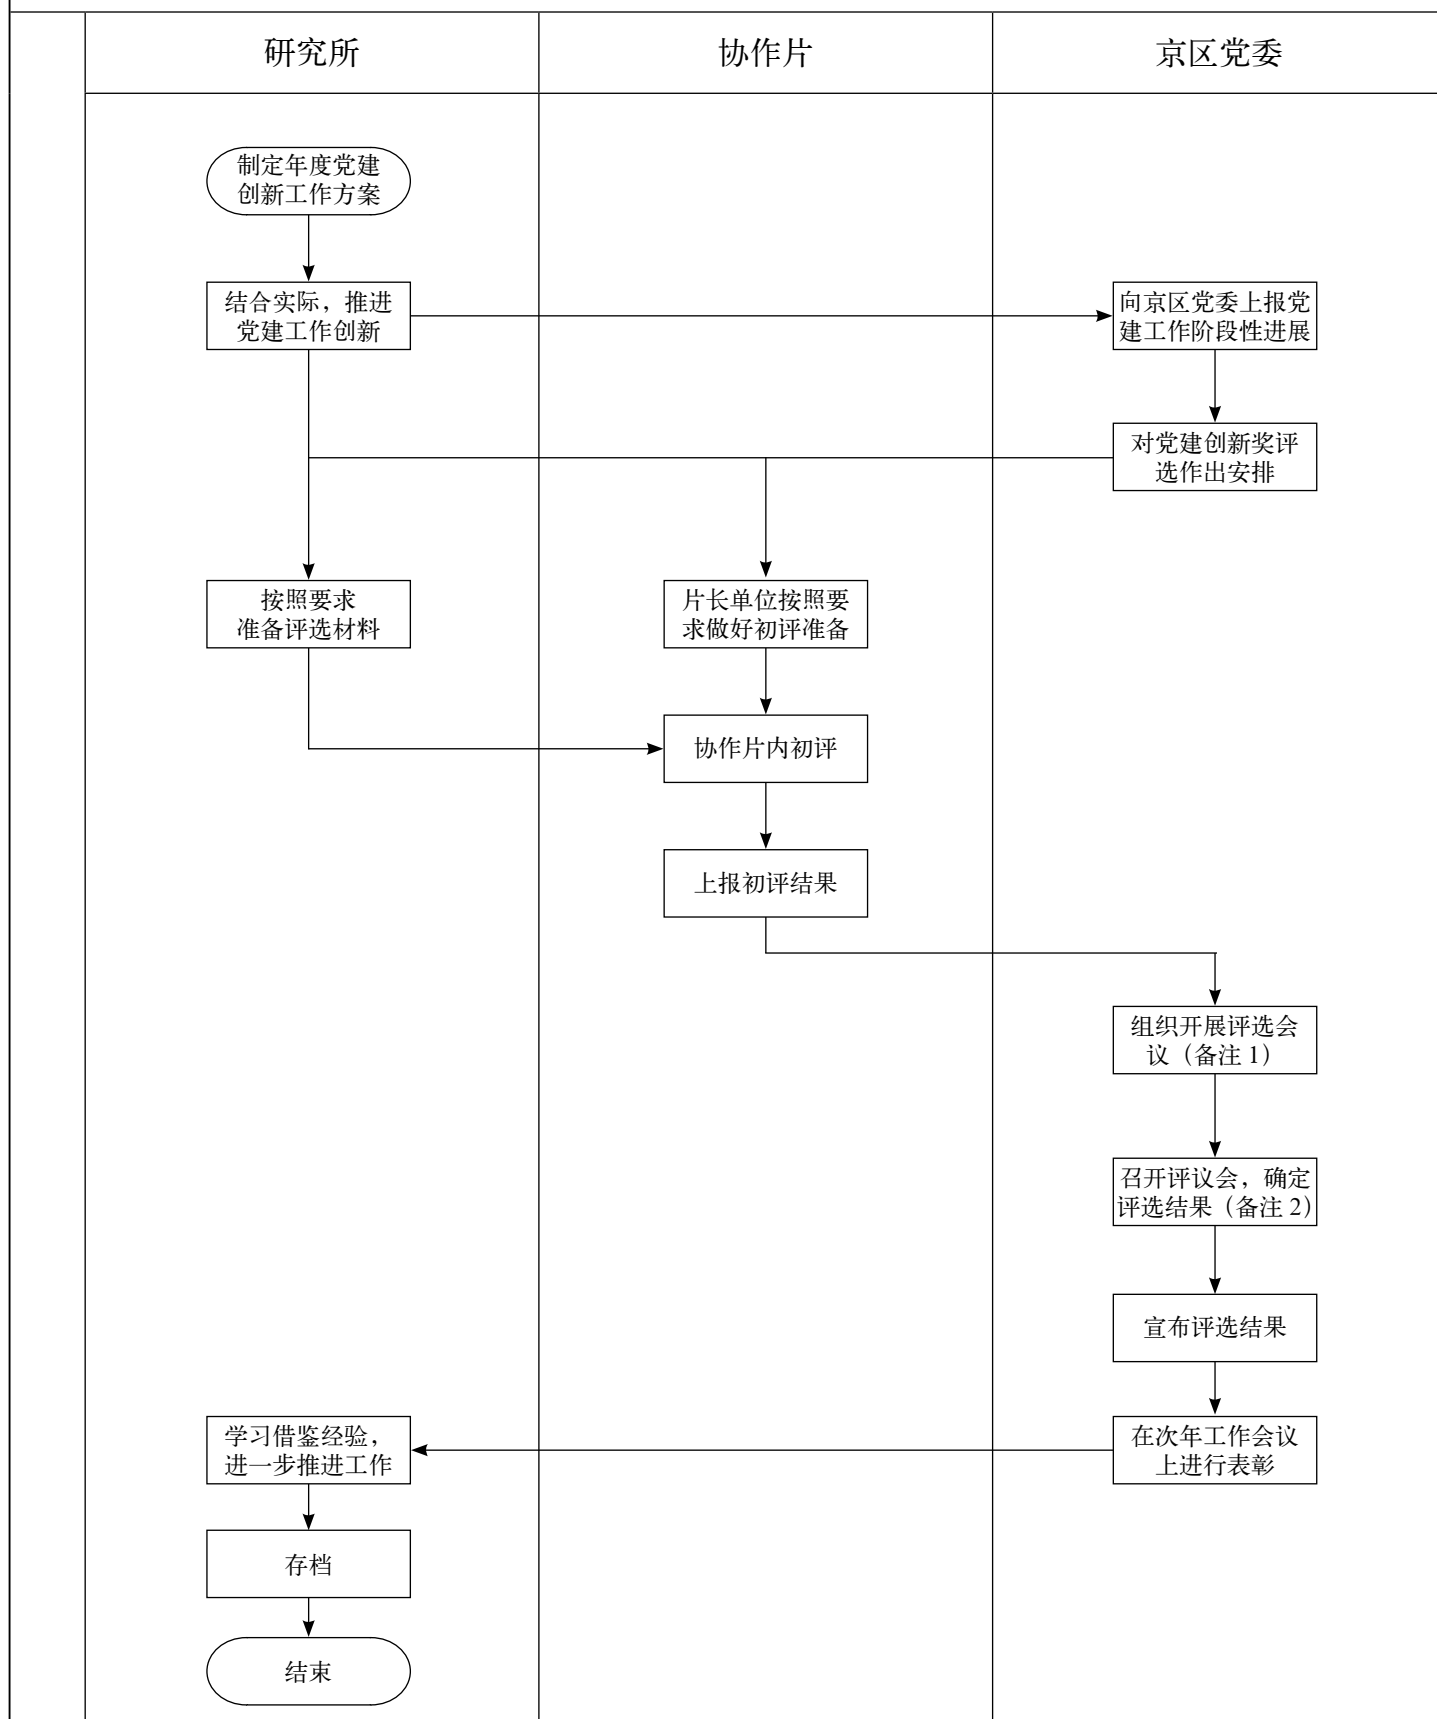 研究所
协作片
京区党委
制定年度党建
创新工作方案
结合实际，推进
党建工作创新
向京区党委上报党
建工作阶段性进展
对党建创新奖评
选作出安排
按照要求
准备评选材料
片长单位按照要
求做好初评准备
协作片内初评
上报初评结果
组织开展评选会
议（备注 1）
召开评议会，确定
评选结果（备注 2）
宣布评选结果
在次年工作会议
上进行表彰
学习借鉴经验，
进一步推进工作
存档
结束